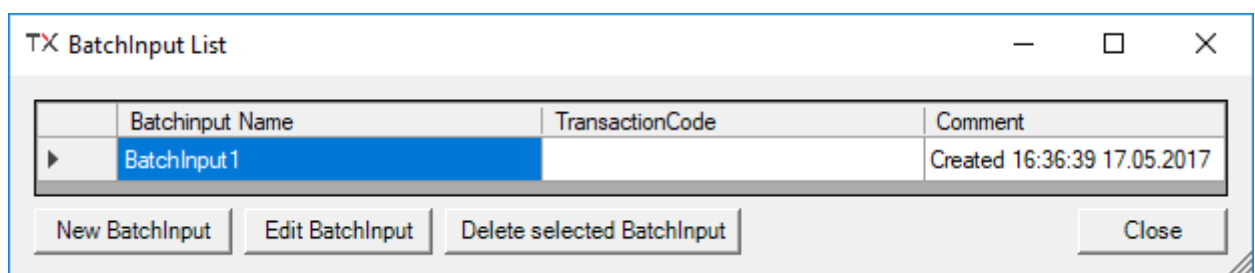 TX BatchInput List
Batchinput Name TransactionCode Comment
BatchInput1 Created 16:36:39 17.05.2017
New BatchInput Edit BatchInput Delete selected BatchInput Close